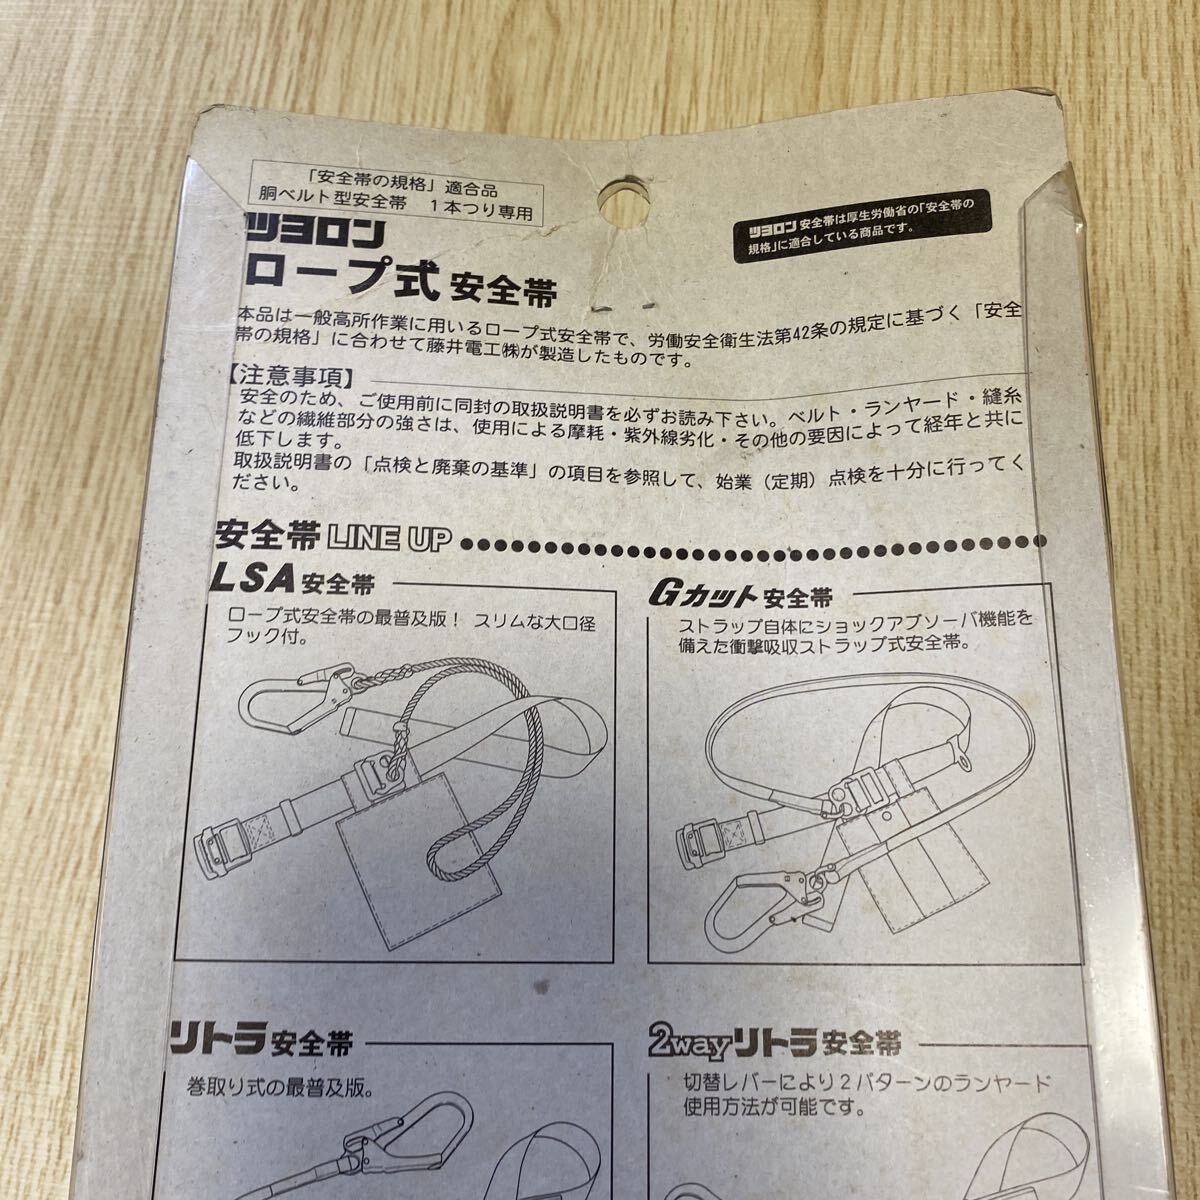 「安全帯の規格」適合品
胴ベルト型安全帯　1本つり専用
ツヨロン
ロープ式 安全帯
ツヨロン 安全帯は厚生労働省の「安全帯の
規格」に適合している商品です。
本品は一般高所作業に用いるロープ式安全帯で、労働安全衛生法第42条の規定に基づく「安全
帯の規格」に合わせて藤井電工㈱が製造したものです。
【注意事項】
安全のため、ご使用前に同封の取扱説明書を必ずお読み下さい。ベルト・ランヤード・縫糸
などの繊維部分の強さは、使用による摩耗・紫外線劣化・その他の要因によって経年と共に
低下します。
取扱説明書の「点検と廃棄の基準」の項目を参照して、始業（定期）点検を十分に行ってく
ださい。
安全帯 LINE UP
LSA 安全帯
ロープ式安全帯の最普及版！ スリムな大口径
フック付。
Gカット 安全帯
ストラップ自体にショックアブソーバ機能を
備えた衝撃吸収ストラップ式安全帯。
リトラ 安全帯
巻取り式の最普及版。
2wayリトラ 安全帯
切替レバーにより2パターンのランヤード
使用方法が可能です。